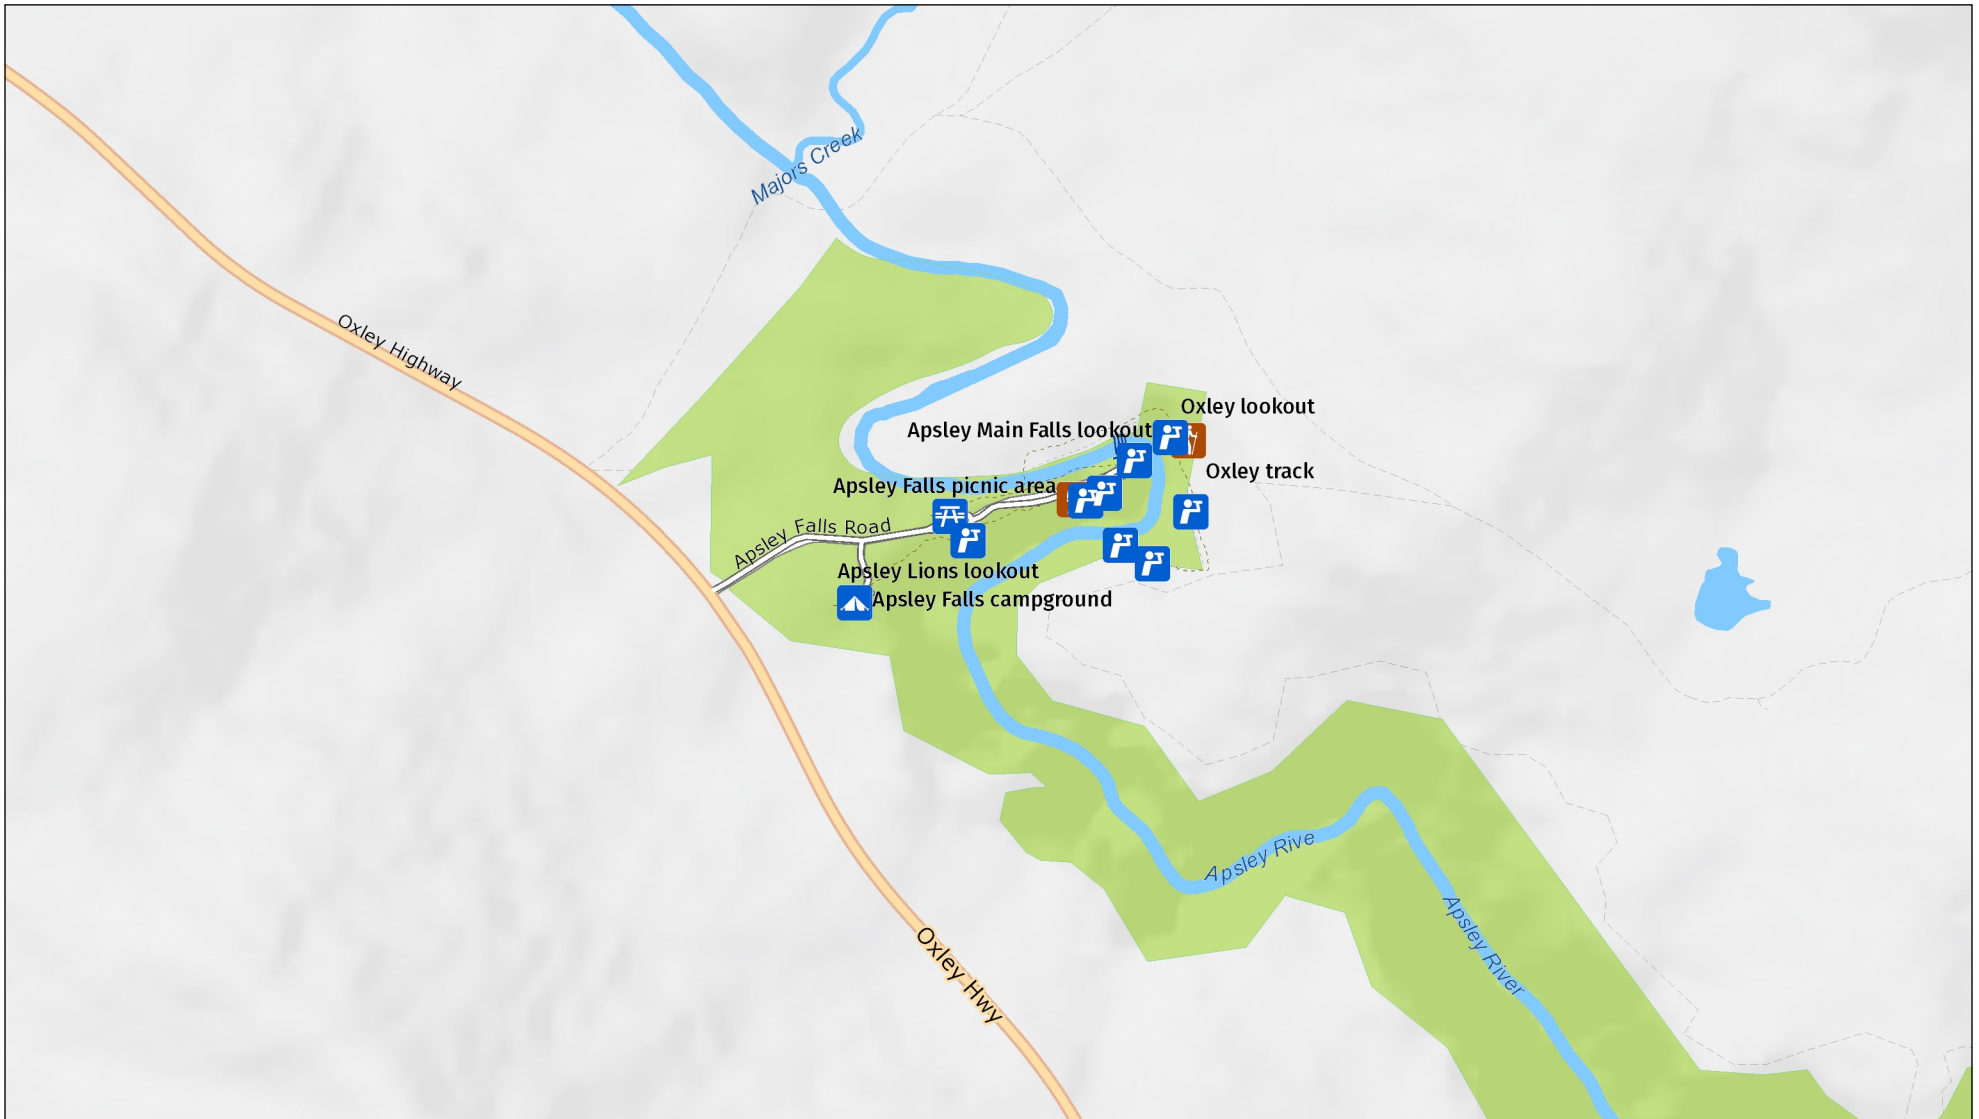 Majors Creek
Oxley Highway
Oxley lookout
Apsley Main Falls lookout
Oxley track
Apsley Falls picnic area
Apsley Falls Road
Apsley Lions lookout
Apsley Falls campground
Apsley Rive
Apsley River
Oxley Hwy